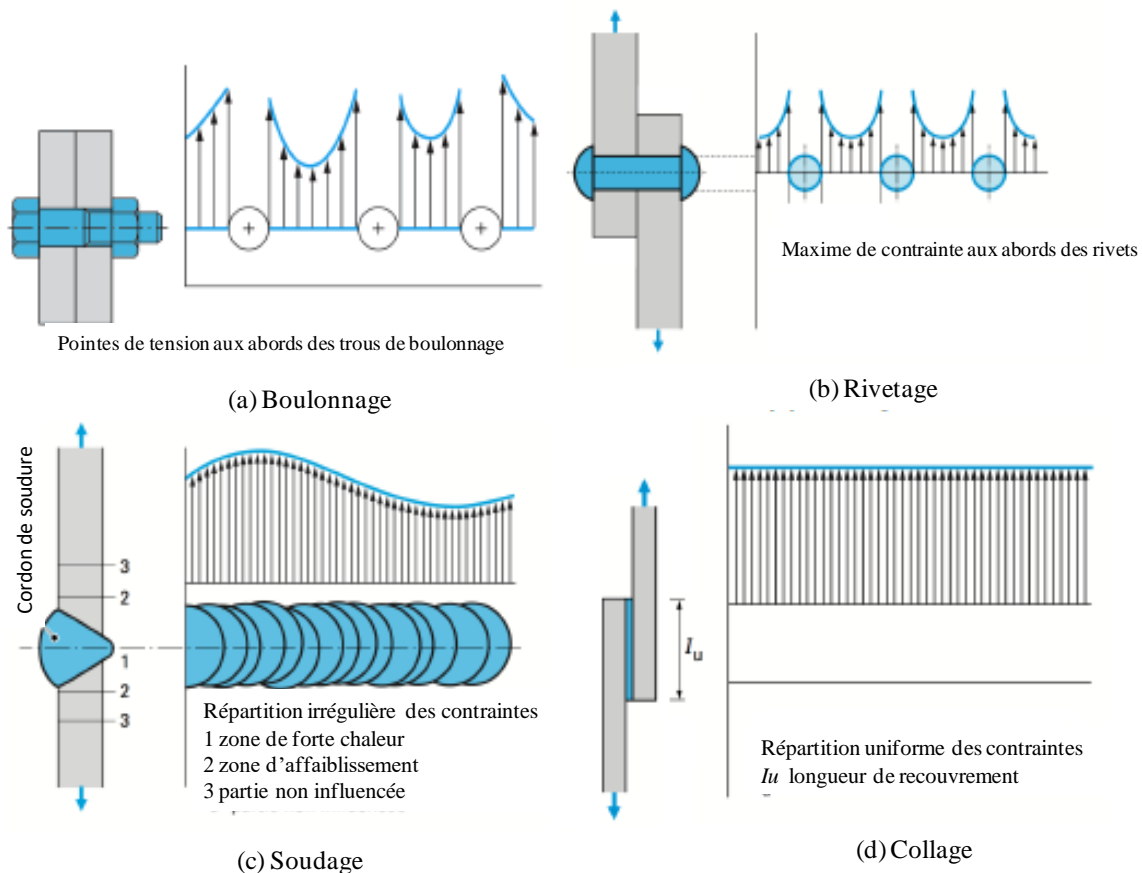 Pointes de tension aux abords des trous de boulonnage
(a) Boulonnage
Maxime de contrainte aux abords des rivets
(b) Rivetage
Cordon de soudure
3
2
1
2
3
Répartition irrégulière des contraintes
1 zone de forte chaleur
2 zone d'affaiblissement
3 partie non influencée
(c) Soudage
lu
Répartition uniforme des contraintes
Iu longueur de recouvrement
(d) Collage